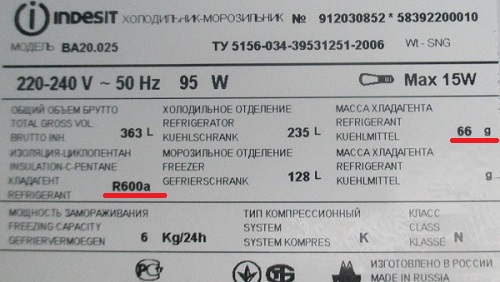 INDESIT ХОЛОДИЛЬНИК-МОРОЗИЛЬНИК № 912030852 * 58392200010
МОДЕЛЬ BA20.025 ТУ 5156-034-39531251-2006 Wt - SNG
220-240 V ~ 50 Hz 95 W Max 15W
ОБЩИЙ ОБЪЕМ БРУТТО ХОЛОДИЛЬНОЕ ОТДЕЛЕНИЕ МАССА ХЛАДАГЕНТА
TOTAL GROSS VOL. REFRIGERATOR REFRIGERANT
BRUTTO INH. 363 L KUEHLSCHRANK 235 L KUEHLMITTEL 66 g
ИЗОЛЯЦИЯ-ЦИКЛОПЕНТАН МОРОЗИЛЬНОЕ ОТДЕЛЕНИЕ МАССА ХЛАДАГЕНТА
INSULATION-C-PENTANE FREEZER REFRIGERANT
ХЛАДАГЕНТ R600a GEFRIERSCHRANK 128 L KUEHLMITTEL g
REFRIGERANT
МОЩНОСТЬ ЗАМОРАЖИВАНИЯ ТИП КОМПРЕССИОННЫЙ КЛАСС
FREEZING CAPACITY SYSTEM CLASS
GEFRIERVERMOEGEN 6 Kg/24h SYSTEM KOMPRES K KLASSE N
ИЗГОТОВЛЕНО В РОССИИ
MADE IN RUSSIA